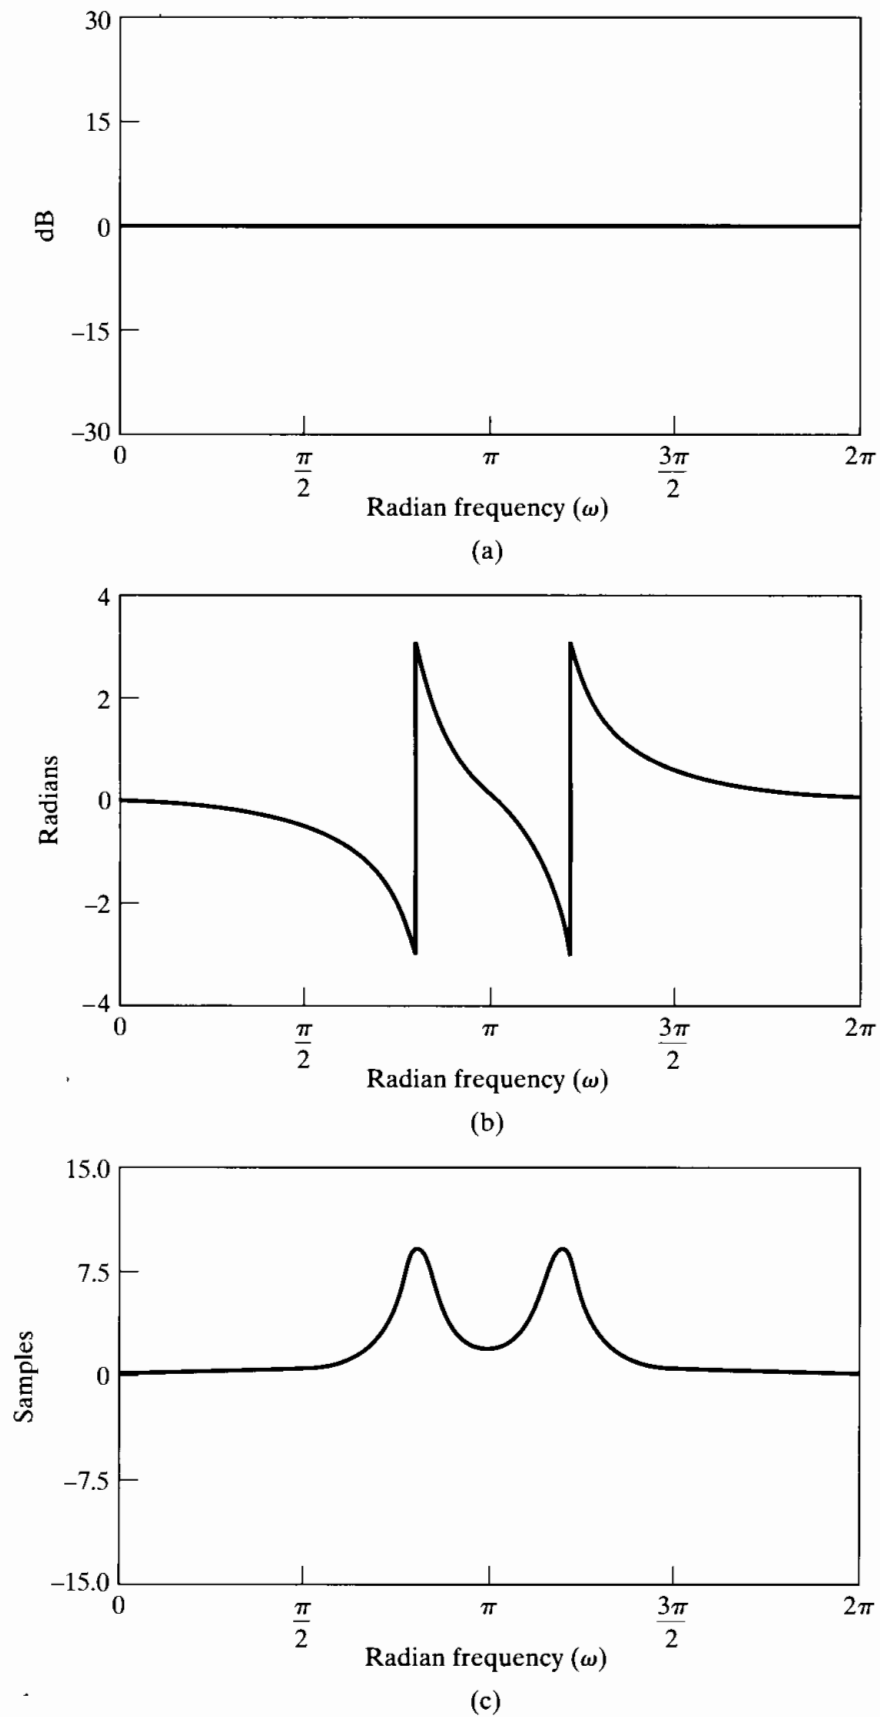 30
15
0
−15
−30
dB
0 π/2 π 3π/2 2π
Radian frequency (ω)
(a)
4
2
0
−2
−4
Radians
0 π/2 π 3π/2 2π
Radian frequency (ω)
(b)
15.0
7.5
0
−7.5
−15.0
Samples
0 π/2 π 3π/2 2π
Radian frequency (ω)
(c)